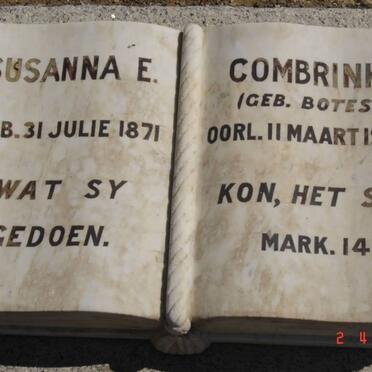 SUSANNA E. COMBRINK
(GEB. BOTES
B. 31 JULIE 1871 OORL. 11 MAART 1
WAT SY KON, HET S
GEDOEN. MARK. 14
2 4